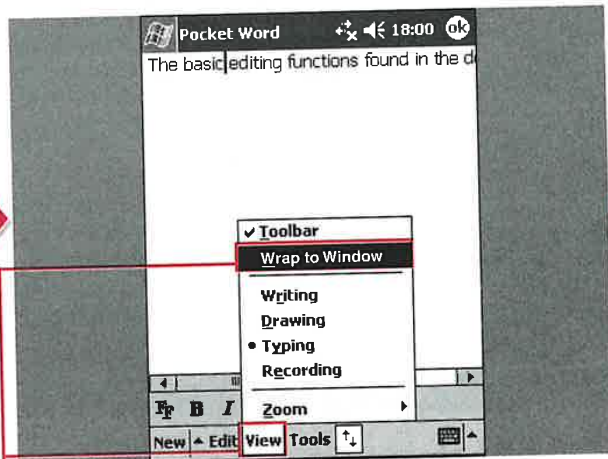 Pocket Word 18:00 ok
The basic editing functions found in the d
Toolbar
Wrap to Window
Writing
Drawing
Typing
Recording
Zoom
FF B I
New Edit View Tools